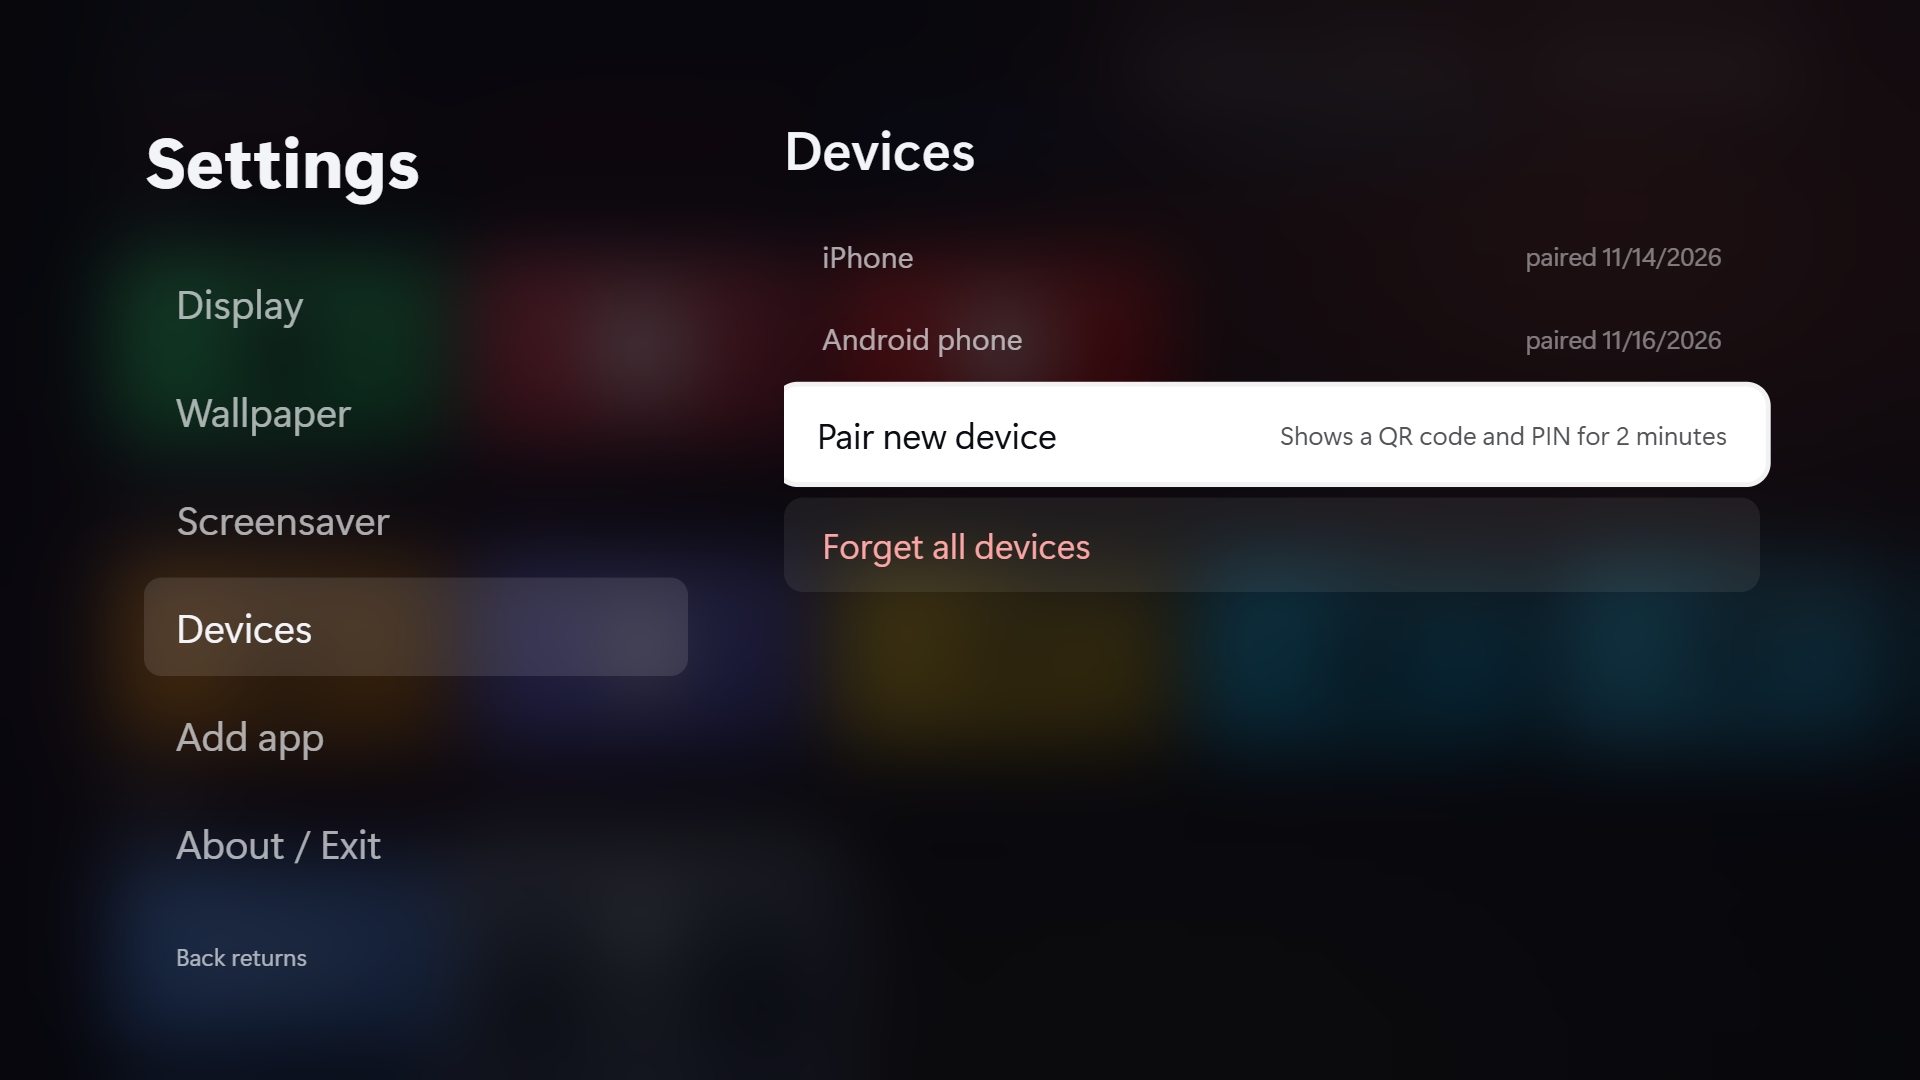 Settings
Display
Wallpaper
Screensaver
Devices
Add app
About / Exit
Back returns
Devices
iPhone paired 11/14/2026
Android phone paired 11/16/2026
Pair new device Shows a QR code and PIN for 2 minutes
Forget all devices